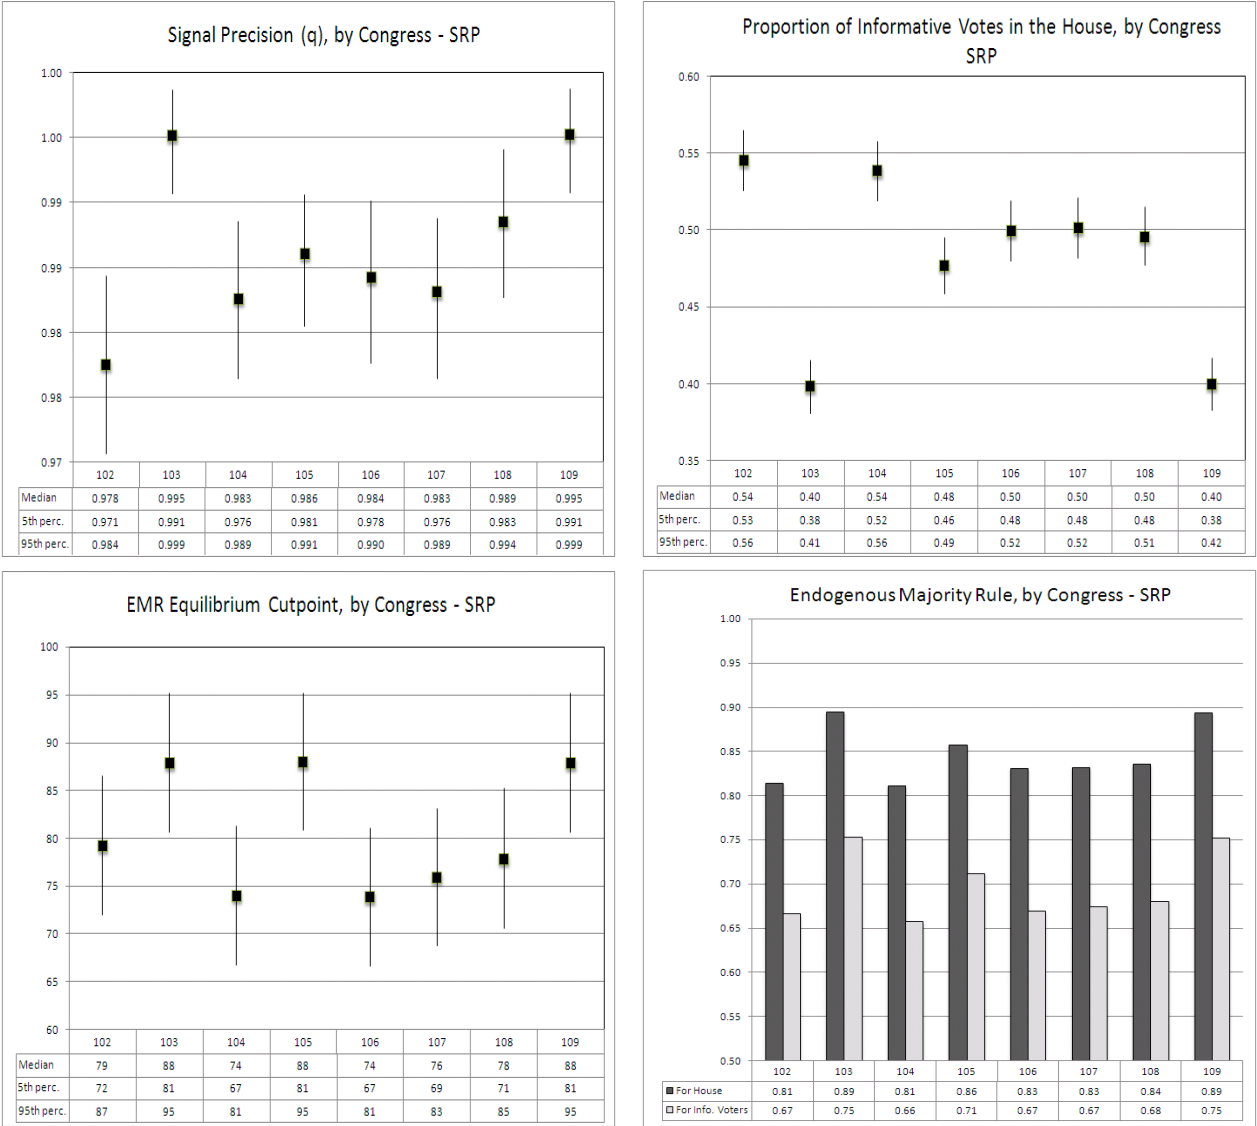 Signal Precision (q), by Congress - SRP
1.00
1.00
0.99
0.99
0.98
0.98
0.97
102 103 104 105 106 107 108 109
Median 0.978 0.995 0.983 0.986 0.984 0.983 0.989 0.995
5th perc. 0.971 0.991 0.976 0.981 0.978 0.976 0.983 0.991
95th perc. 0.984 0.999 0.989 0.991 0.990 0.989 0.994 0.999
Proportion of Informative Votes in the House, by Congress
SRP
0.60
0.55
0.50
0.45
0.40
0.35
102 103 104 105 106 107 108 109
Median 0.54 0.40 0.54 0.48 0.50 0.50 0.50 0.40
5th perc. 0.53 0.38 0.52 0.46 0.48 0.48 0.48 0.38
95th perc. 0.56 0.41 0.56 0.49 0.52 0.52 0.51 0.42
EMR Equilibrium Cutpoint, by Congress - SRP
100
95
90
85
80
75
70
65
60
102 103 104 105 106 107 108 109
Median 79 88 74 88 74 76 78 88
5th perc. 72 81 67 81 67 69 71 81
95th perc. 87 95 81 95 81 83 85 95
Endogenous Majority Rule, by Congress - SRP
1.00
0.95
0.90
0.85
0.80
0.75
0.70
0.65
0.60
0.55
0.50
102 103 104 105 106 107 108 109
For House 0.81 0.89 0.81 0.86 0.83 0.83 0.84 0.89
For Info. Voters 0.67 0.75 0.66 0.71 0.67 0.67 0.68 0.75